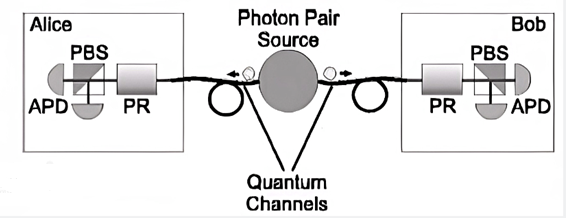 Alice
Photon Pair
Source
Bob
PBS
PBS
APD
PR
PR
APD
Quantum
Channels